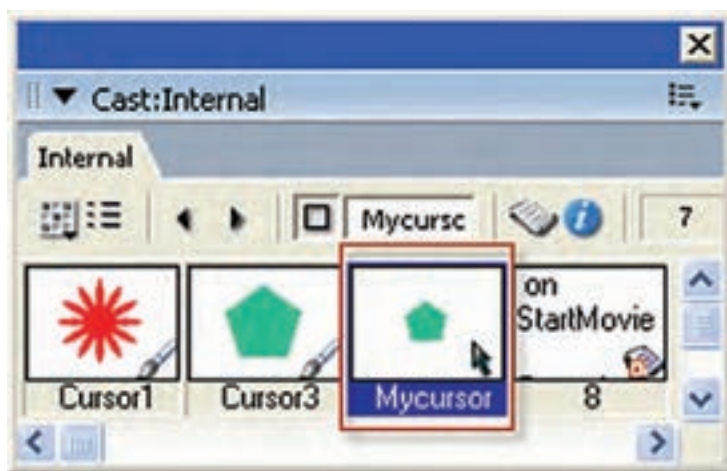 Cast:Internal
Internal
Mycursc
7
on
StartMovie
Cursor1
Cursor3
Mycursor
8